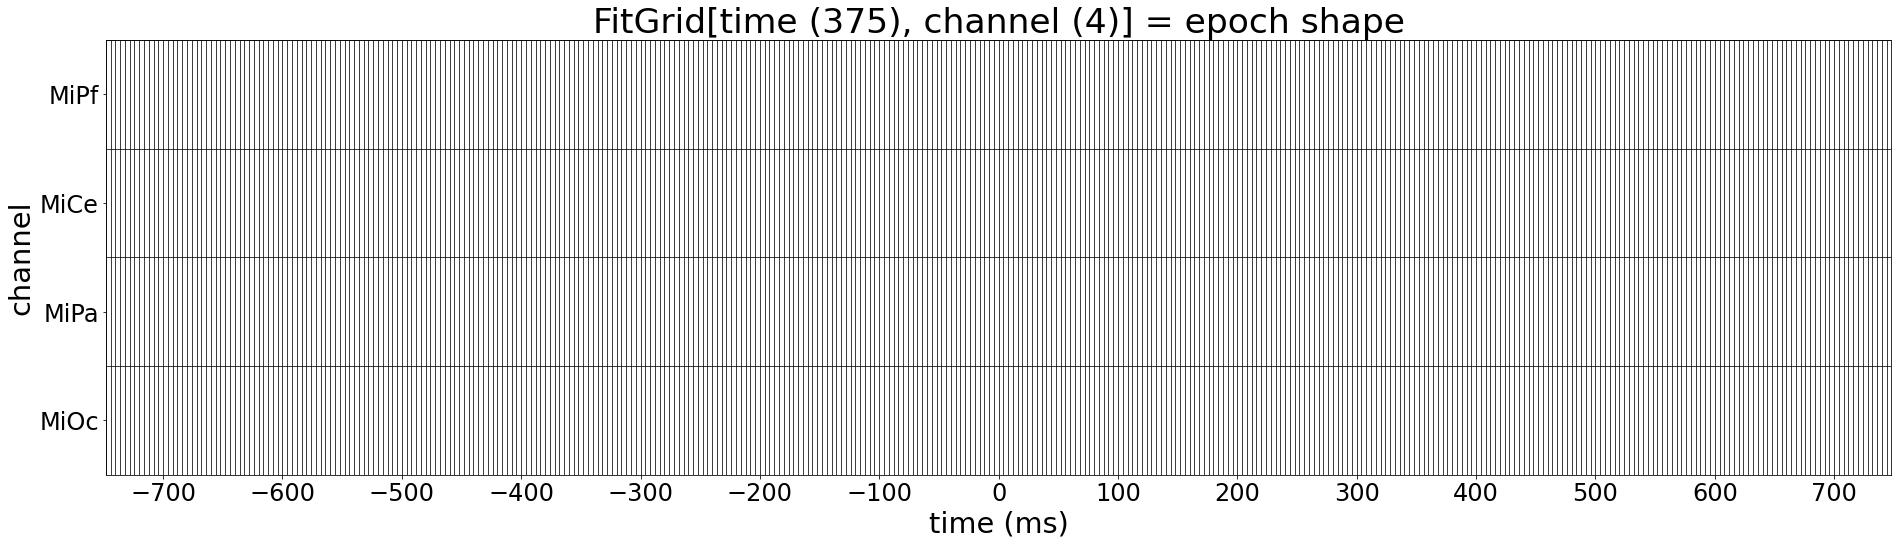 FitGrid[time (375), channel (4)] = epoch shape
channel
MiPf
MiCe
MiPa
MiOc
−700 −600 −500 −400 −300 −200 −100 0 100 200 300 400 500 600 700
time (ms)